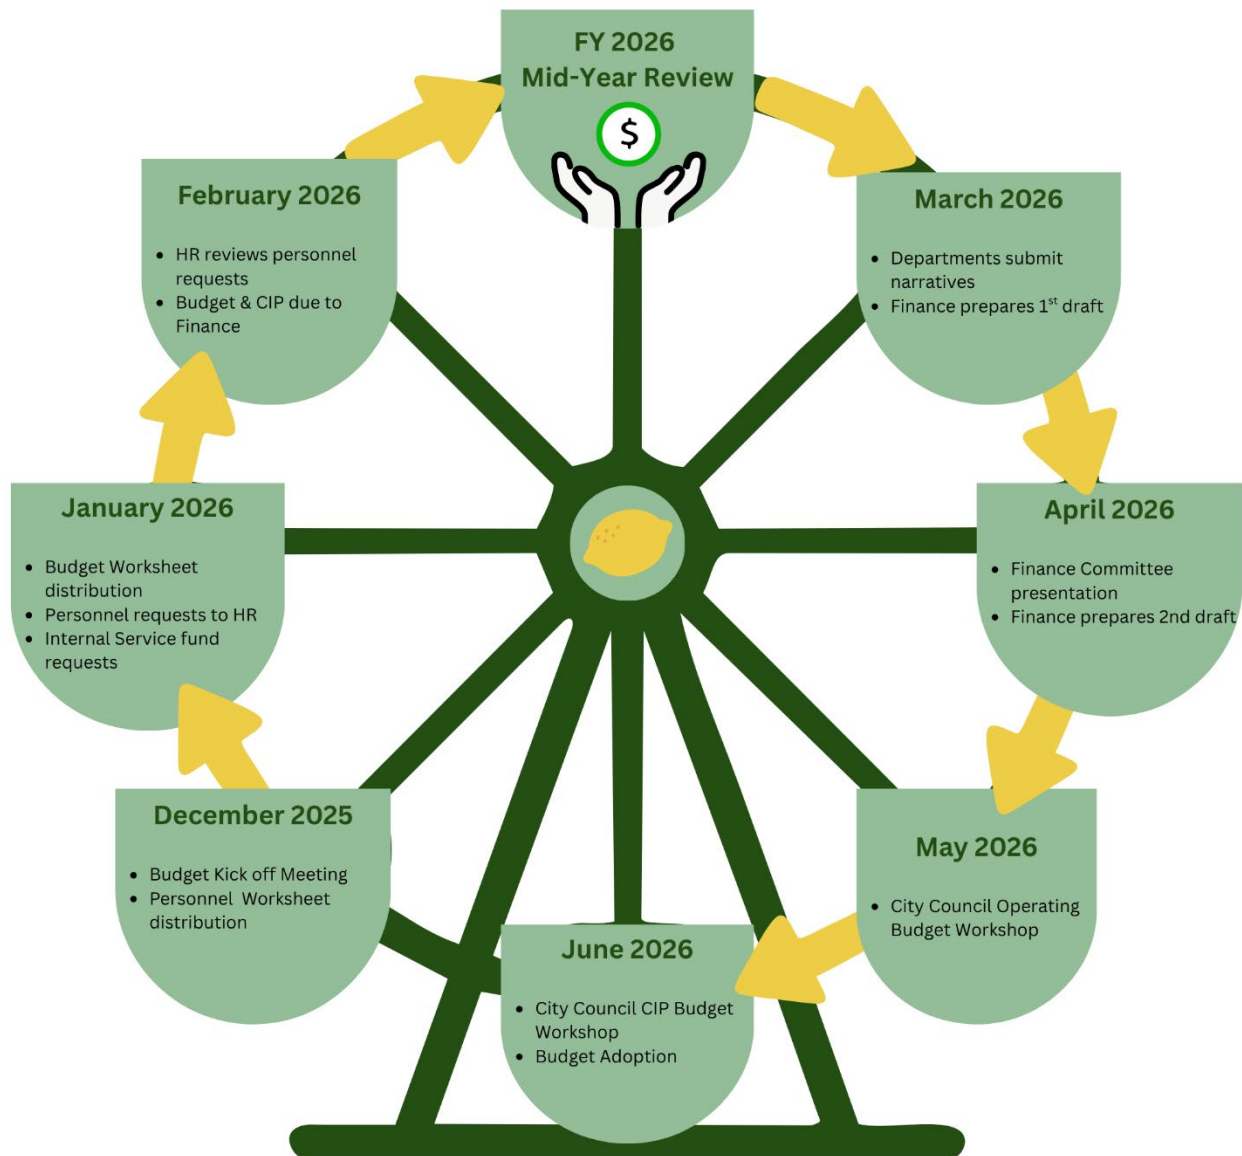 FY 2026
Mid-Year Review
$
February 2026
• HR reviews personnel
requests
• Budget & CIP due to
Finance
March 2026
• Departments submit
narratives
• Finance prepares 1st draft
January 2026
• Budget Worksheet
distribution
• Personnel requests to HR
• Internal Service fund
requests
April 2026
• Finance Committee
presentation
• Finance prepares 2nd draft
December 2025
• Budget Kick off Meeting
• Personnel Worksheet
distribution
May 2026
• City Council Operating
Budget Workshop
June 2026
• City Council CIP Budget
Workshop
• Budget Adoption